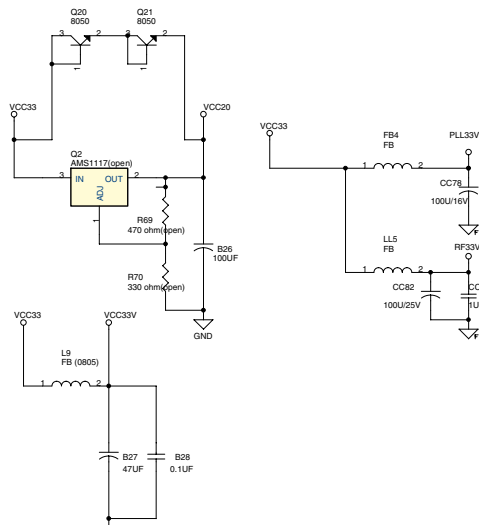 Q20
8050
Q21
8050
3
2
3
2
1
1
VCC33
VCC20
Q2
AMS1117(open)
3
IN
OUT
2
ADJ
1
R69
470 ohm(open)
R70
330 ohm(open)
B26
100UF
GND
VCC33
FB4
FB
1
2
PLL33V
CC78
100U/16V
F
LL5
FB
1
2
RF33V
CC82
100U/25V
CC
1U
F
VCC33
VCC33V
L9
FB (0805)
1
2
B27
47UF
B28
0.1UF